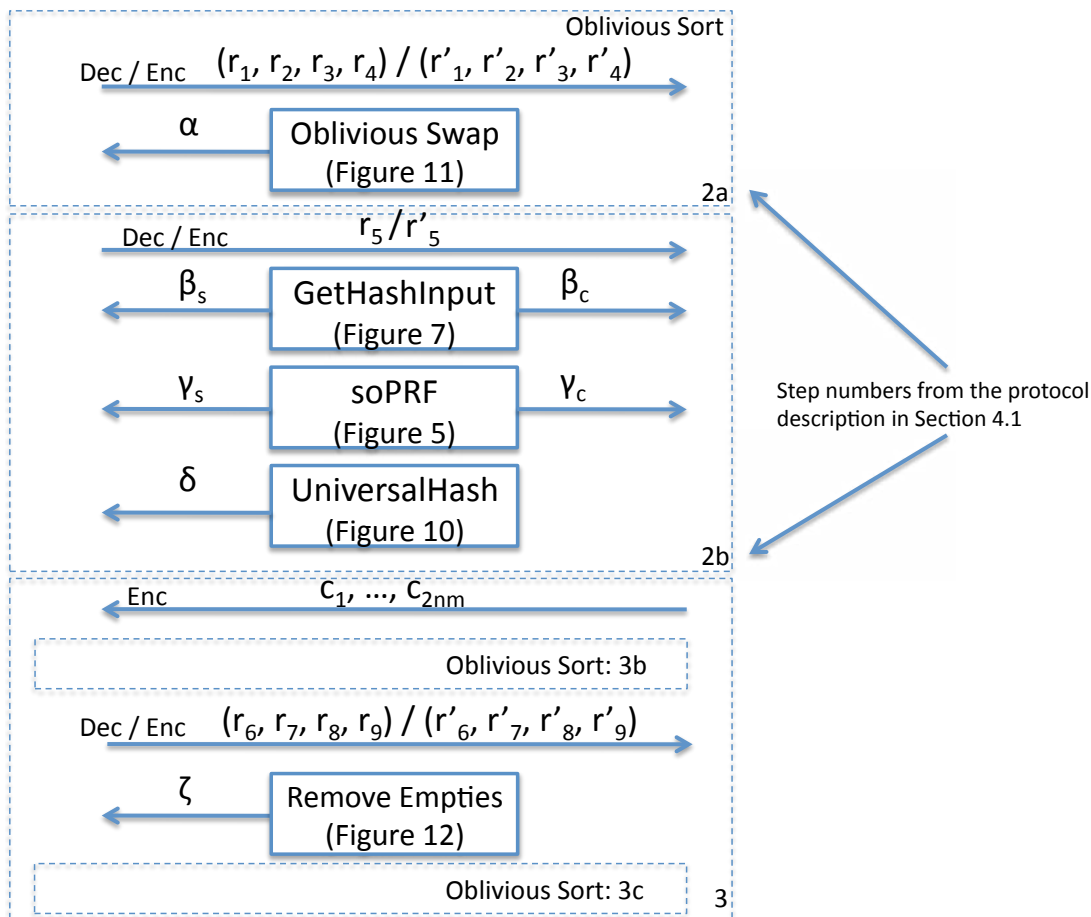 Oblivious Sort
Dec / Enc (r₁, r₂, r₃, r₄) / (r’₁, r’₂, r’₃, r’₄)
α
Oblivious Swap
(Figure 11)
2a
Dec / Enc r₅ / r’₅
βₛ
GetHashInput
(Figure 7)
β꜀
γₛ
soPRF
(Figure 5)
γ꜀
Step numbers from the protocol
description in Section 4.1
δ
UniversalHash
(Figure 10)
2b
Enc c₁, …, c₂ₙₘ
Oblivious Sort: 3b
Dec / Enc (r₆, r₇, r₈, r₉) / (r’₆, r’₇, r’₈, r’₉)
ζ
Remove Empties
(Figure 12)
Oblivious Sort: 3c
3